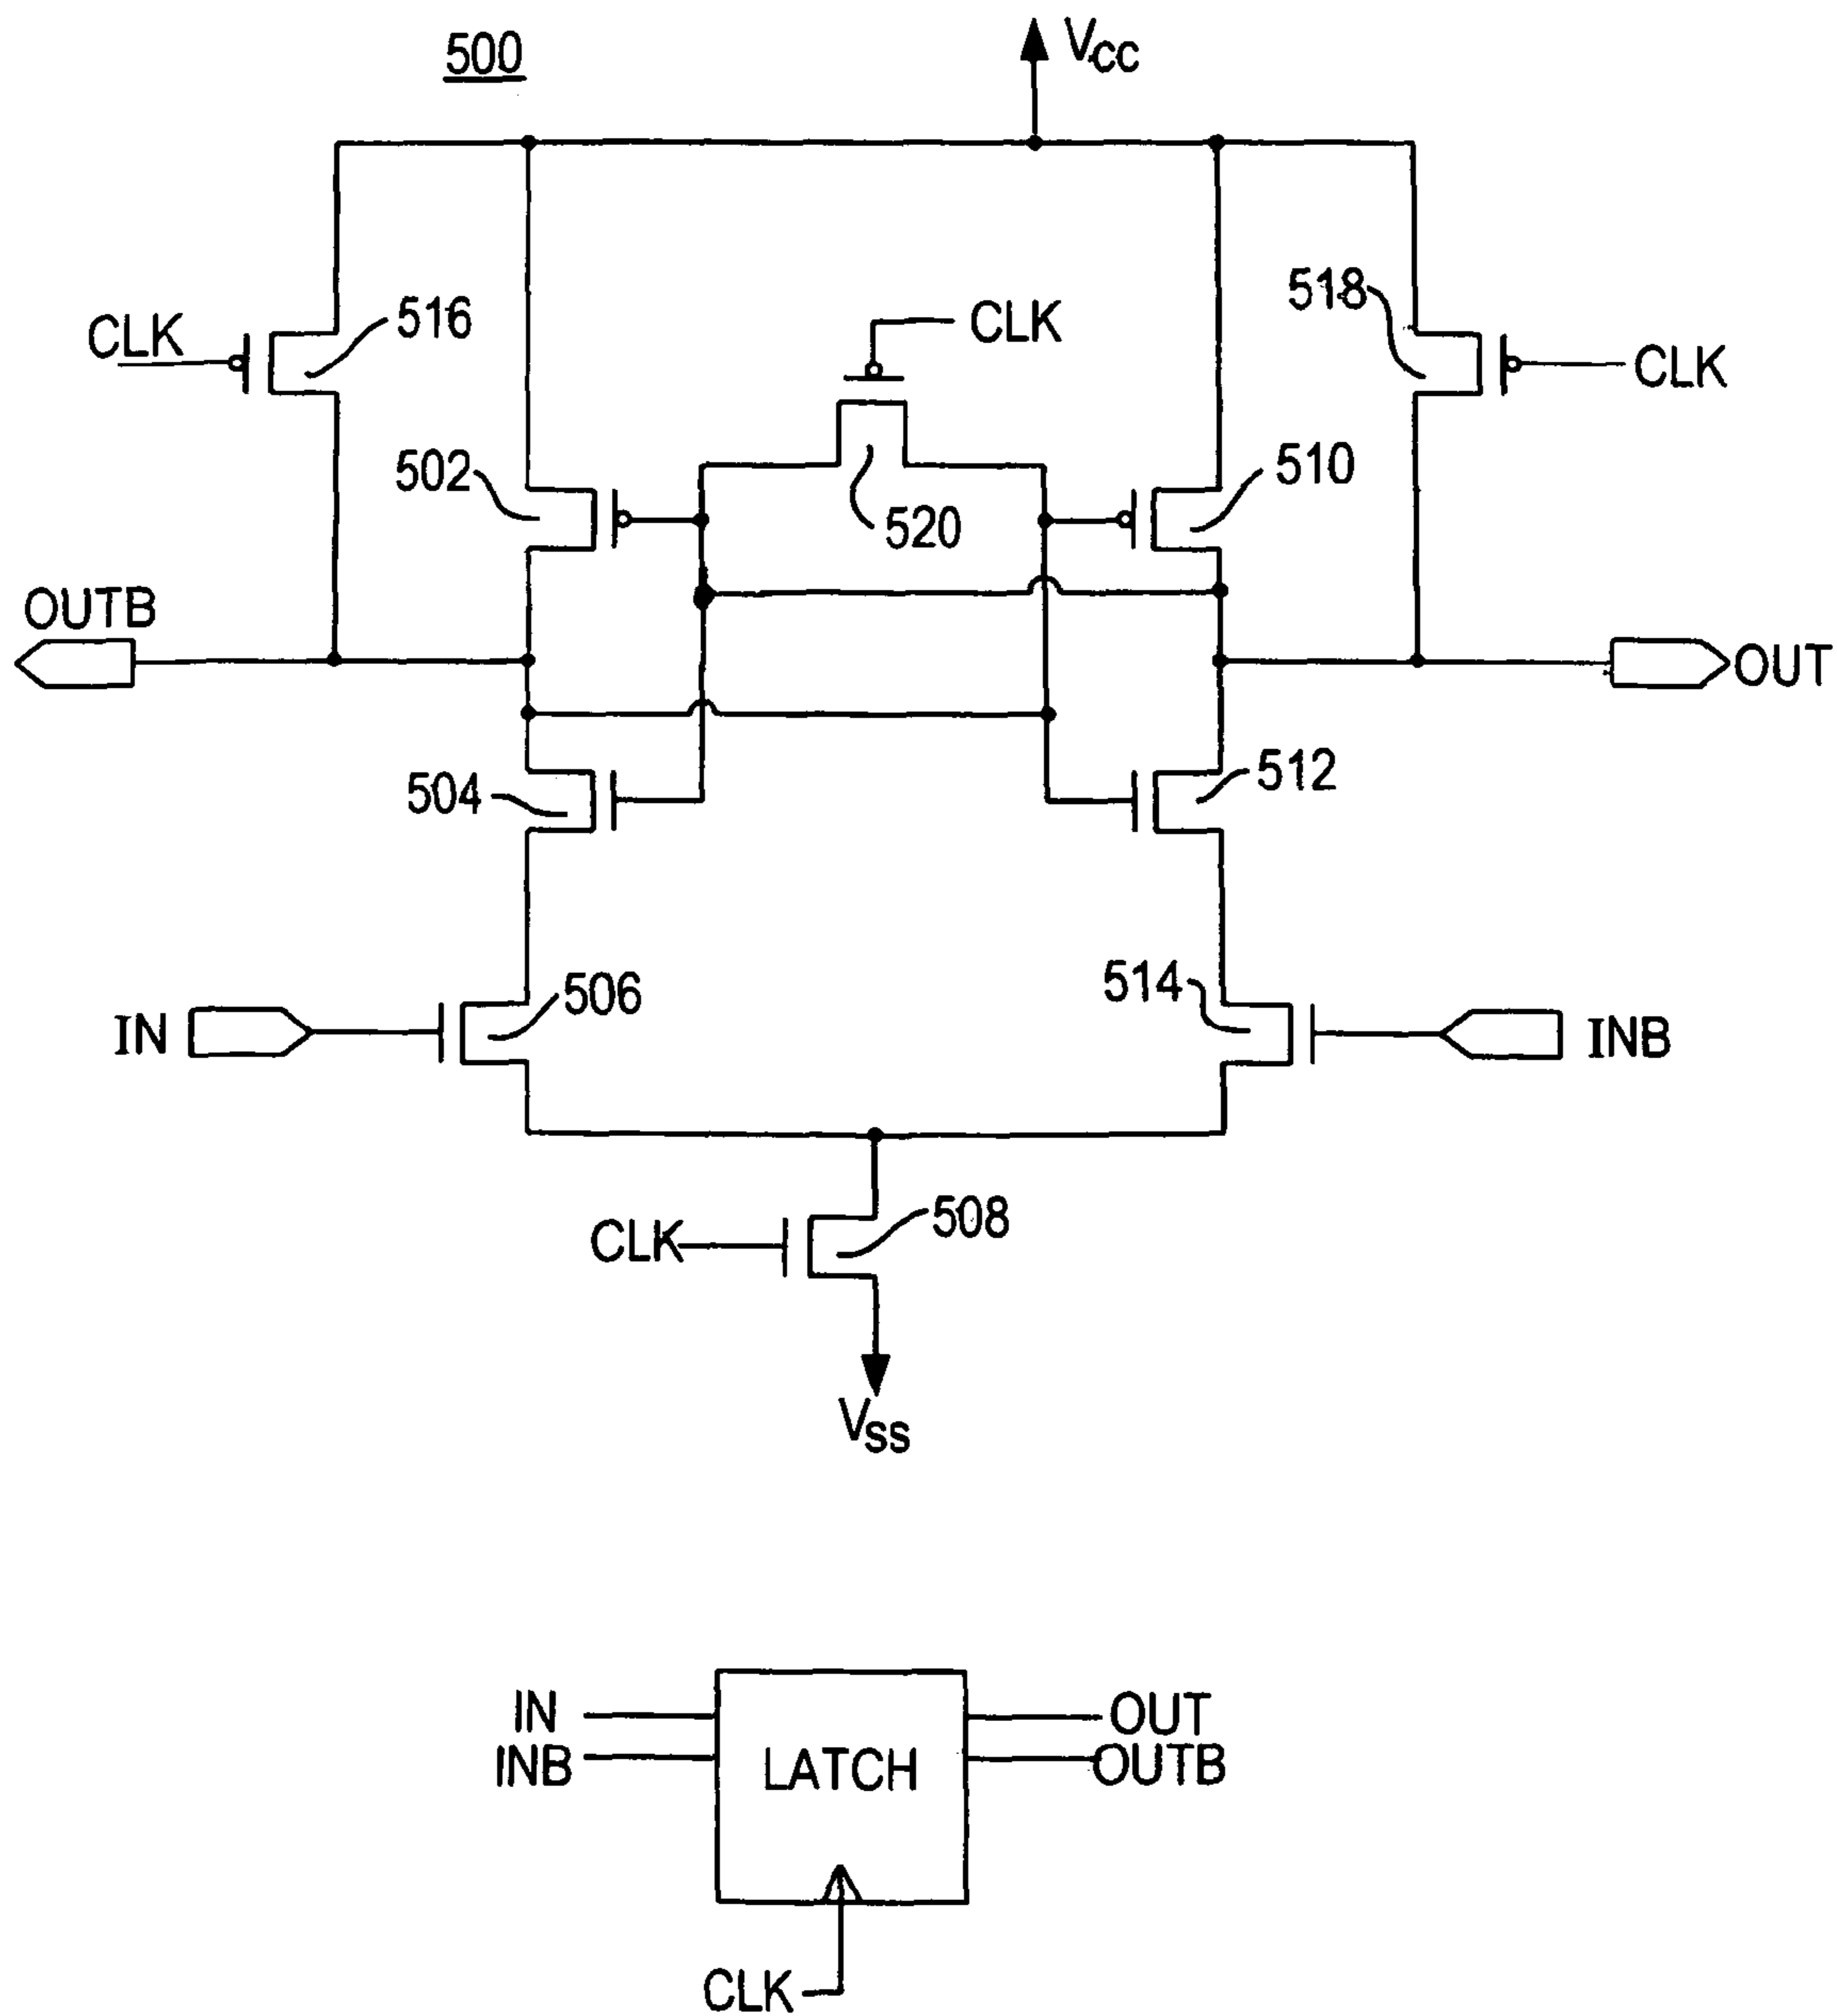 500
VCC
516
518
CLK
CLK
CLK
502
520
510
OUTB
OUT
504
512
506
514
IN
INB
CLK
508
VSS
IN
INB
LATCH
OUT
OUTB
CLK